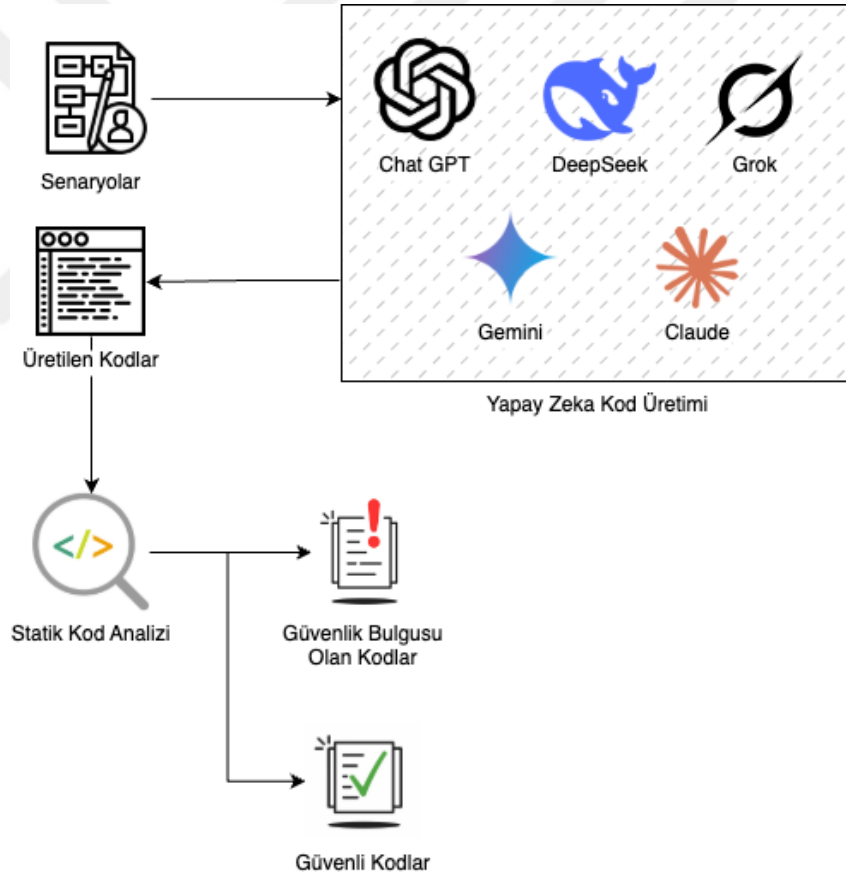 Senaryolar
Chat GPT
DeepSeek
Grok
Gemini
Claude
Yapay Zeka Kod Üretimi
Üretilen Kodlar
</>
Statik Kod Analizi
Güvenlik Bulgusu
Olan Kodlar
Güvenli Kodlar